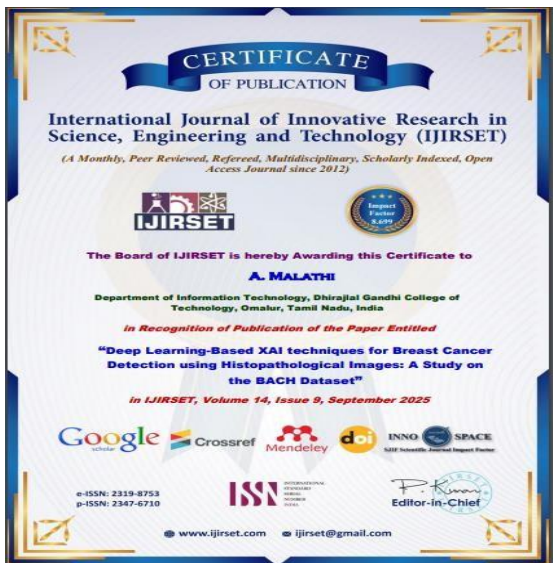 CERTIFICATE
OF PUBLICATION
International Journal of Innovative Research in
Science, Engineering and Technology (IJIRSET)
(A Monthly, Peer Reviewed, Refereed, Multidisciplinary, Scholarly Indexed, Open
Access Journal since 2012)
IJIRSET
Impact
Factor
8.699
The Board of IJIRSET is hereby Awarding this Certificate to
A. MALATHI
Department of Information Technology, Dhirajlal Gandhi College of
Technology, Omalur, Tamil Nadu, India
in Recognition of Publication of the Paper Entitled
“Deep Learning-Based XAI techniques for Breast Cancer
Detection using Histopathological Images: A Study on
the BACH Dataset”
in IJIRSET, Volume 14, Issue 9, September 2025
Google
scholar
Crossref
Mendeley
doi
INNO SPACE
SJIF Scientific Journal Impact Factor
e-ISSN: 2319-8753
p-ISSN: 2347-6710
ISSN
INTERNATIONAL
STANDARD
SERIAL
NUMBER
INDIA
P. Kumar
Editor-in-Chief
www.ijirset.com ijirset@gmail.com